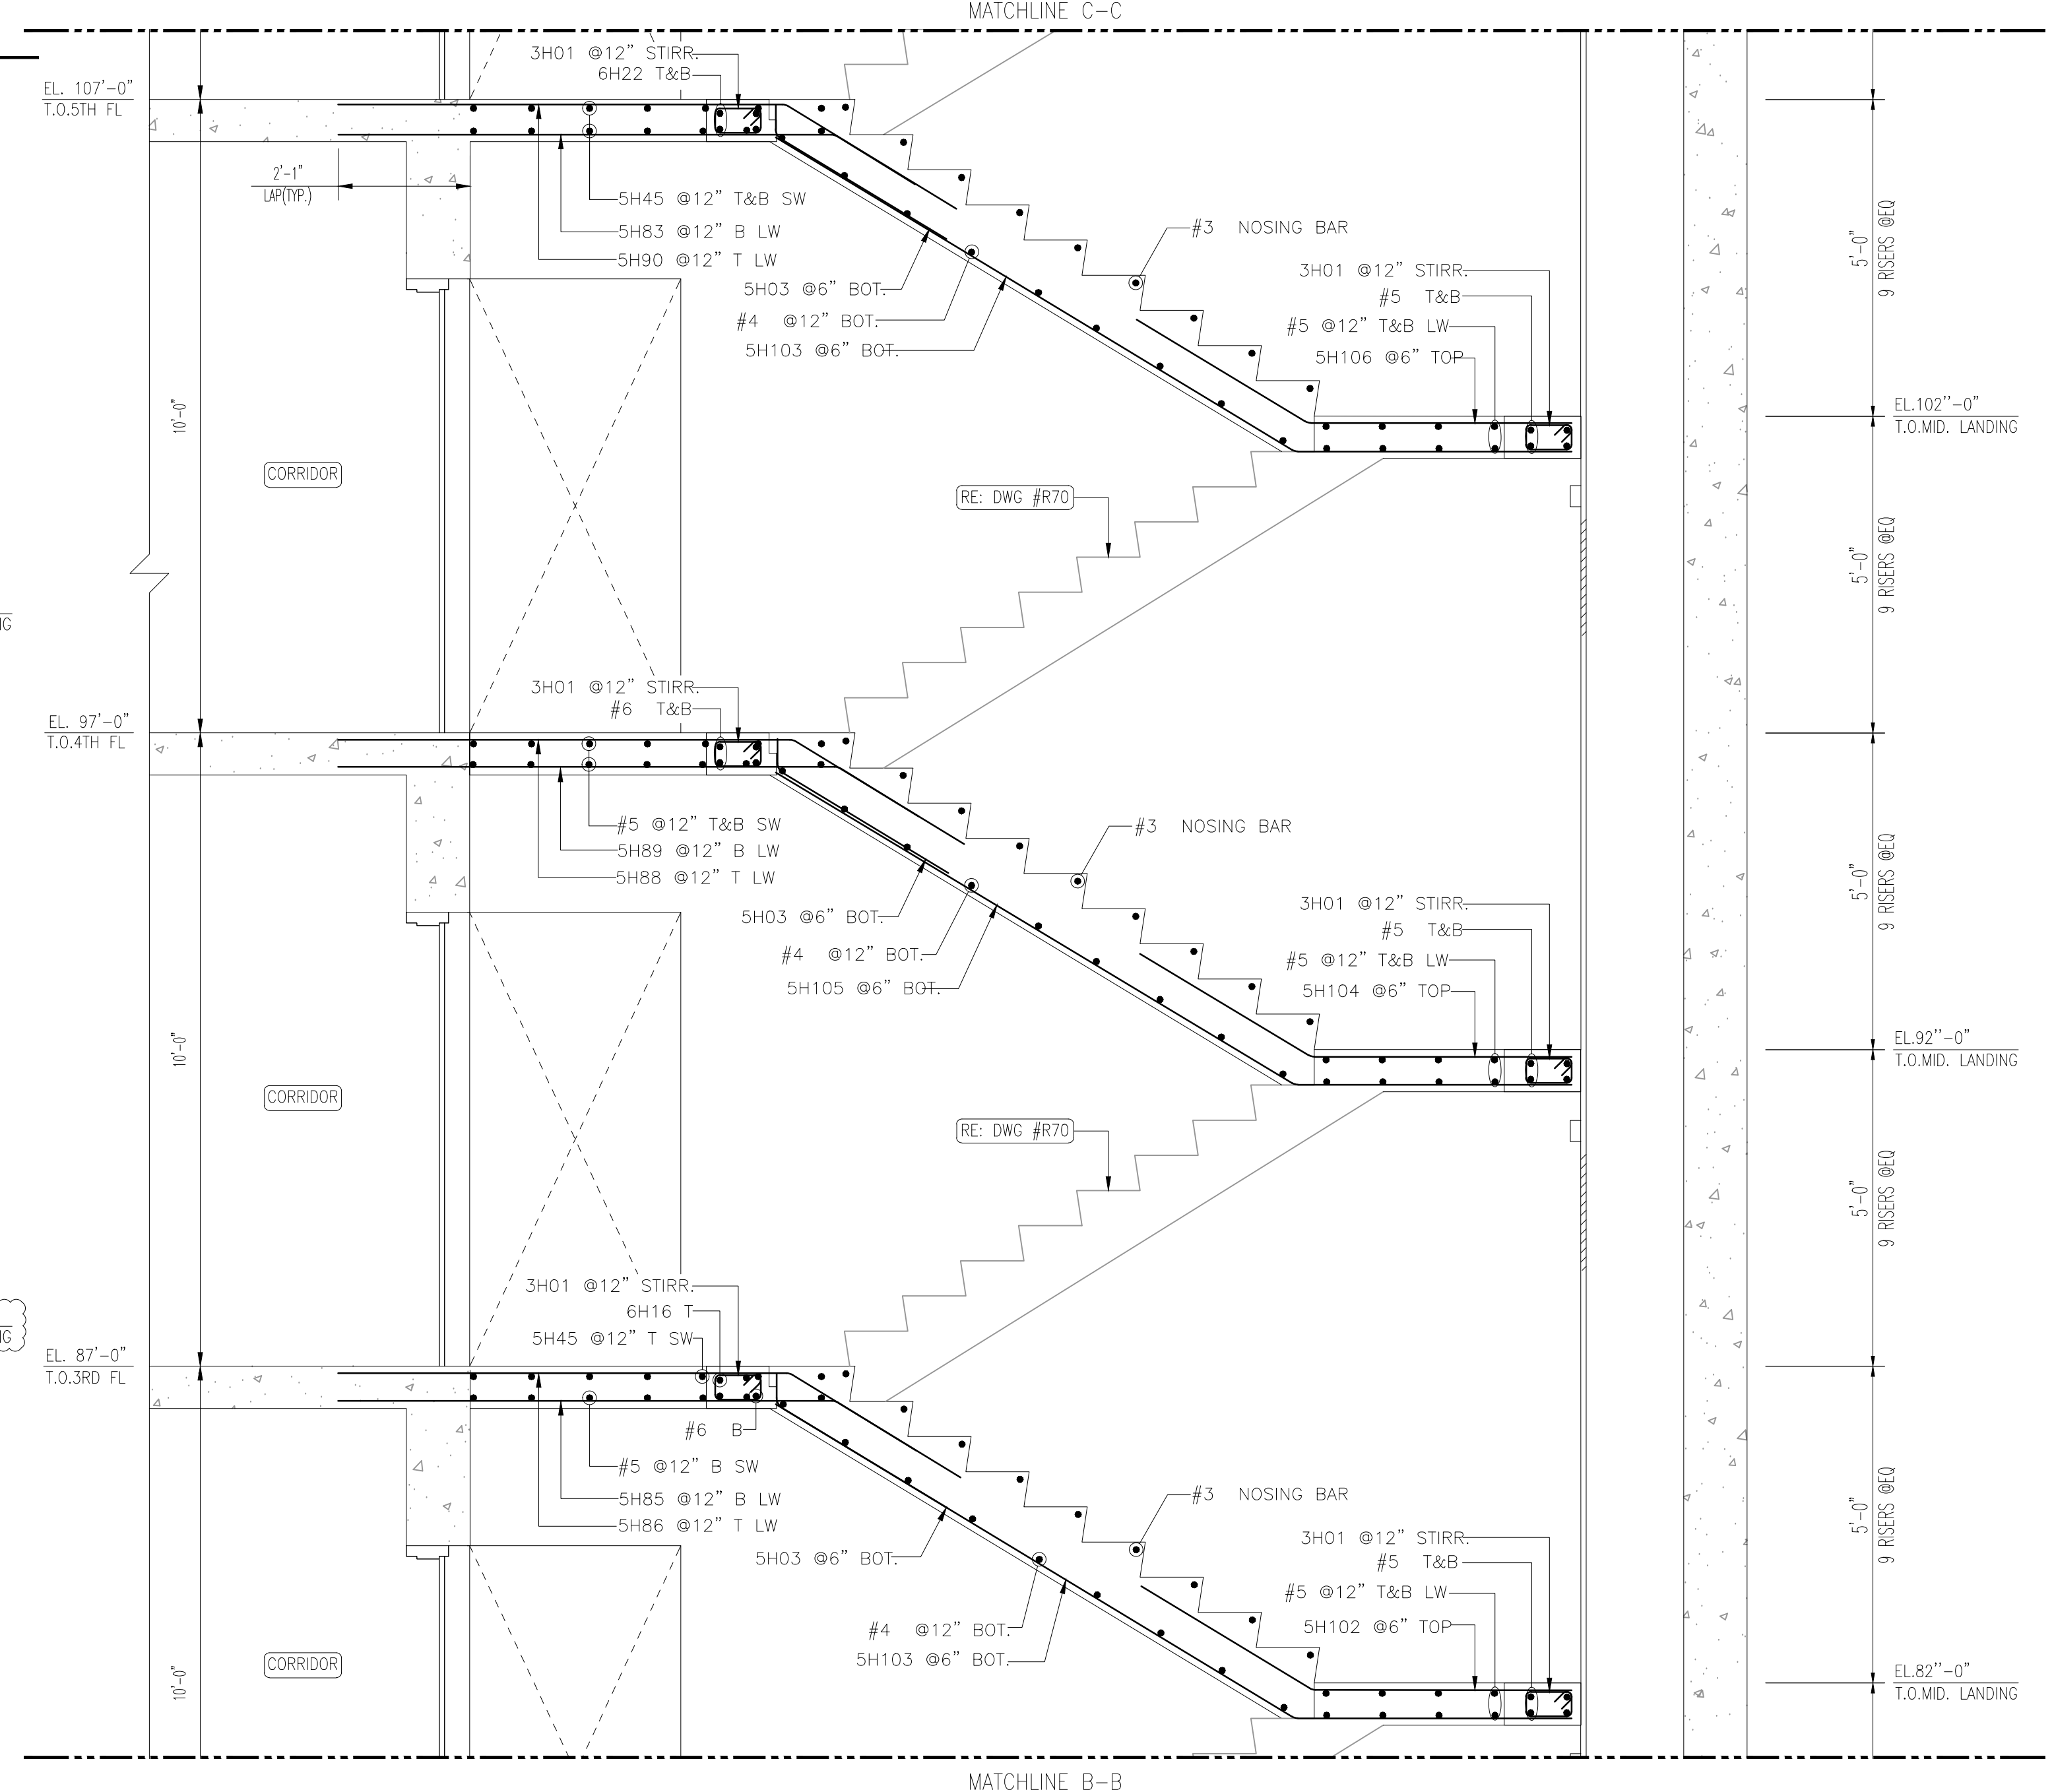 MATCHLINE C-C
3H01 @12" STIRR.
6H22 T&B
EL. 107'-0"
T.O.5TH FL
2'-1"
LAP(TYP.)
5H45 @12" T&B SW
5H83 @12" B LW
5H90 @12" T LW
5H03 @6" BOT.
#4 @12" BOT.
5H103 @6" BOT.
#3 NOSING BAR
3H01 @12" STIRR.
#5 T&B
#5 @12" T&B LW
5H106 @6" TOP
5'-0"
9 RISERS @EQ
EL.102''-0"
T.O.MID. LANDING
10'-0"
CORRIDOR
RE: DWG #R70
5'-0"
9 RISERS @EQ
3H01 @12" STIRR.
#6 T&B
EL. 97'-0"
T.O.4TH FL
#5 @12" T&B SW
5H89 @12" B LW
5H88 @12" T LW
5H03 @6" BOT.
#4 @12" BOT.
5H105 @6" BOT.
#3 NOSING BAR
3H01 @12" STIRR.
#5 T&B
#5 @12" T&B LW
5H104 @6" TOP
5'-0"
9 RISERS @EQ
EL.92''-0"
T.O.MID. LANDING
10'-0"
CORRIDOR
RE: DWG #R70
5'-0"
9 RISERS @EQ
3H01 @12" STIRR.
6H16 T
5H45 @12" T SW
EL. 87'-0"
T.O.3RD FL
#6 B
#5 @12" B SW
5H85 @12" B LW
5H86 @12" T LW
5H03 @6" BOT.
#4 @12" BOT.
5H103 @6" BOT.
#3 NOSING BAR
3H01 @12" STIRR.
#5 T&B
#5 @12" T&B LW
5H102 @6" TOP
5'-0"
9 RISERS @EQ
EL.82''-0"
T.O.MID. LANDING
10'-0"
CORRIDOR
MATCHLINE B-B